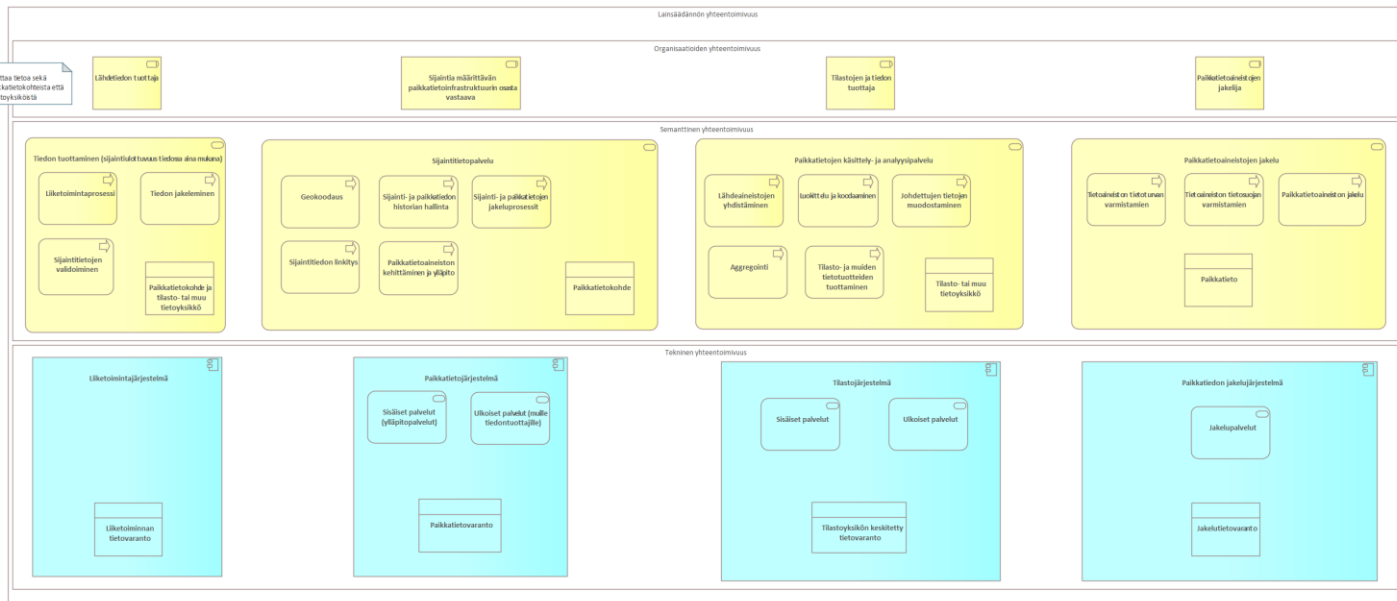 Lainsäädännön yhteentoimivuus
Organisaatioiden yhteentoimivuus
ttaa tietoa sekä
kkatietokohteista että
toyksiköistä
Lähdetiedon tuottaja
Sijaintia määrittävän
paikkatietoinfrastruktuurin osasta
vastaava
Tilastojen ja tiedon
tuottaja
Paikkatietoaineistojen
jakelija
Semanttinen yhteentoimivuus
Tiedon tuottaminen (sijaintiulottuvuus tiedossa aina mukana)
Liiketoimintaprosessi
Tiedon jakeleminen
Sijaintitietojen
validoiminen
Paikkatietokohde ja
tilasto- tai muu
tietoyksikkö
Sijaintitietopalvelu
Geokoodaus
Sijainti- ja paikkatiedon
historian hallinta
Sijainti- ja paikkatietojen
jakeluprosessit
Sijaintitiedon linkitys
Paikkatietoaineiston
kehittäminen ja ylläpito
Paikkatietokohde
Paikkatietojen käsittely- ja analyysipalvelu
Lähdeaineistojen
yhdistäminen
Luokittelu ja koodaaminen
Johdettujen tietojen
muodostaminen
Aggregointi
Tilasto- ja muiden
tietotuotteiden
tuottaminen
Tilasto- tai muu
tietoyksikkö
Paikkatietoaineistojen jakelu
Tietoaineiston tietoturvan
varmistamien
Tietoaineiston tietosuojan
varmistamien
Paikkatietoaineiston jakelu
Paikkatieto
Tekninen yhteentoimivuus
Liiketoimintajärjestelmä
Liiketoiminnan
tietovaranto
Paikkatietojärjestelmä
Sisäiset palvelut
(ylläpitopalvelut)
Ulkoiset palvelut (muille
tiedontuottajille)
Paikkatietovaranto
Tilastojärjestelmä
Sisäiset palvelut
Ulkoiset palvelut
Tilastoyksikön keskitetty
tietovaranto
Paikkatiedon jakelujärjestelmä
Jakelupalvelut
Jakelutietovaranto